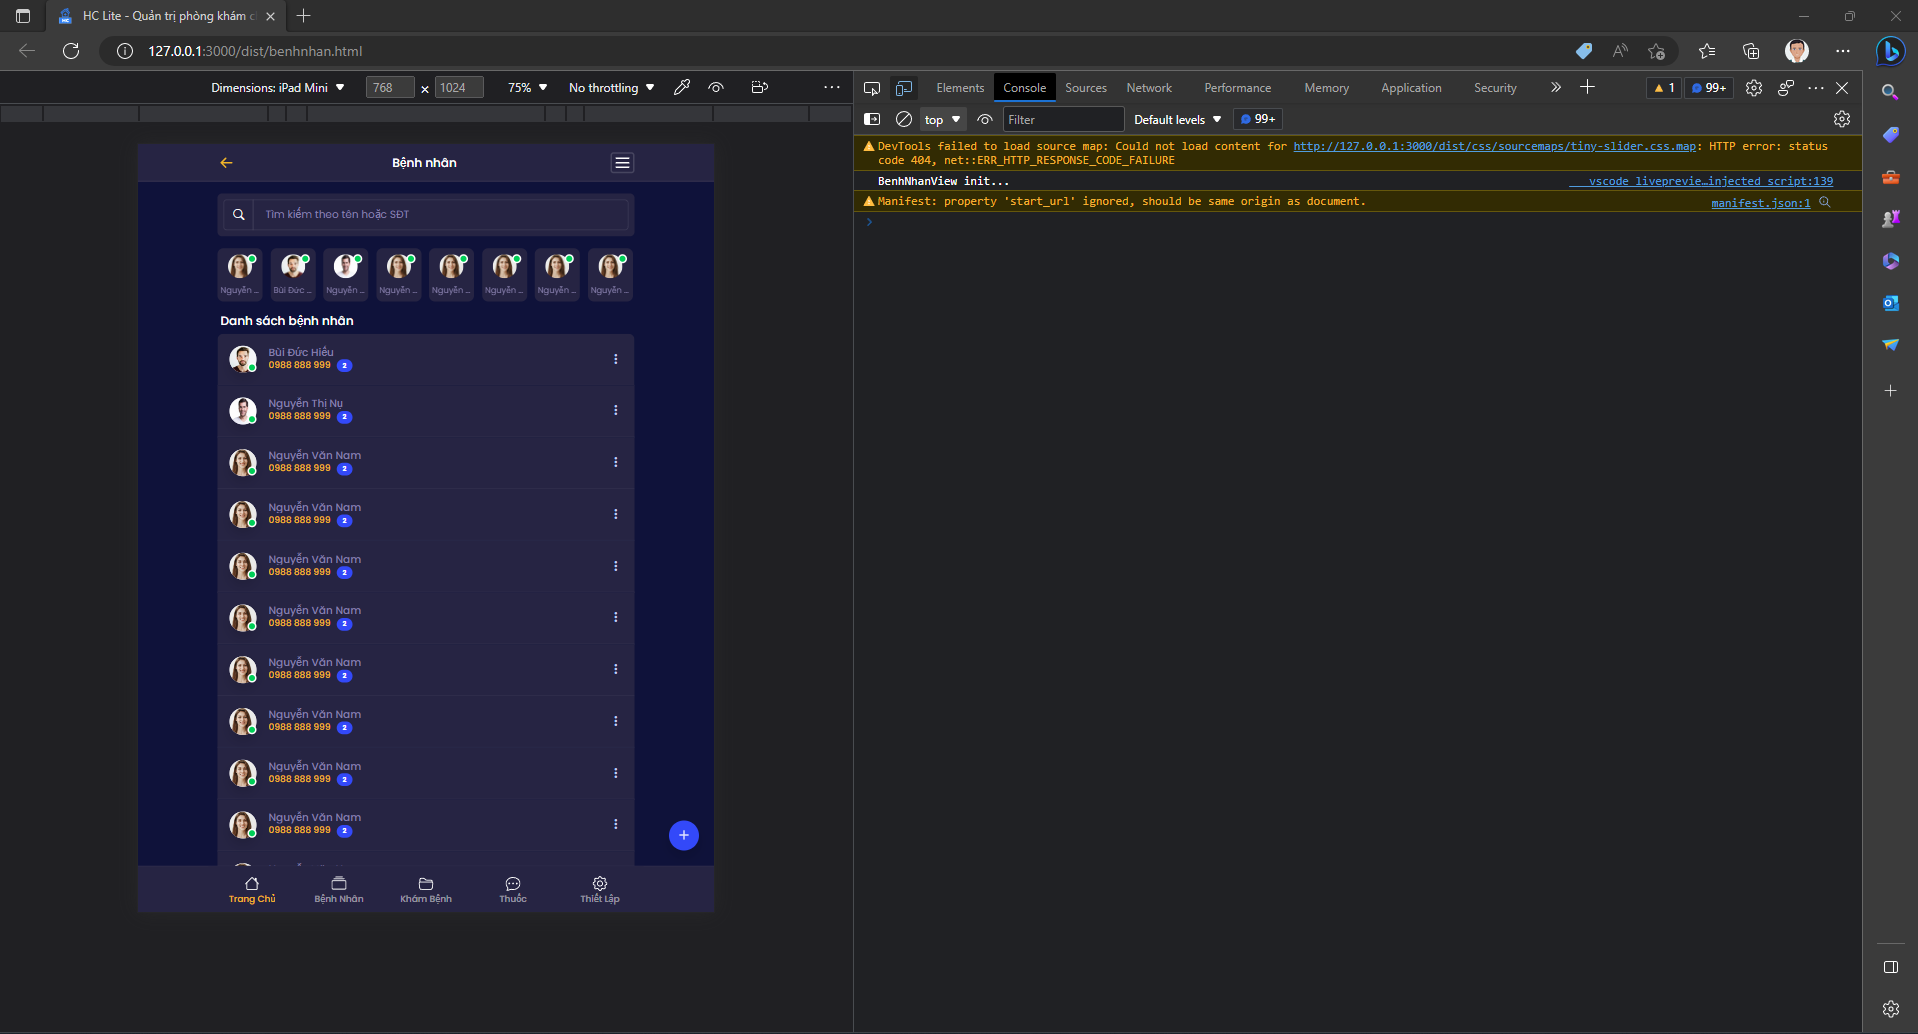 HC Lite - Quản trị phòng khám c
127.0.0.1:3000/dist/benhnhan.html
Dimensions: iPad Mini
768 × 1024
75%
No throttling
Elements
Console
Sources
Network
Performance
Memory
Application
Security
1
99+
top
Filter
Default levels
99+
DevTools failed to load source map: Could not load content for http://127.0.0.1:3000/dist/css/sourcemaps/tiny-slider.css.map: HTTP error: status
code 404, net::ERR_HTTP_RESPONSE_CODE_FAILURE
BenhNhanView init...
___vscode_liveprevie…injected_script:139
Manifest: property 'start_url' ignored, should be same origin as document.
manifest.json:1
Bệnh nhân
Tìm kiếm theo tên hoặc SĐT
Nguyễn ...
Bùi Đức ...
Nguyễn ...
Nguyễn ...
Nguyễn ...
Nguyễn ...
Nguyễn ...
Nguyễn ...
Danh sách bệnh nhân
Bùi Đức Hiếu
0988 888 999 2
Nguyễn Thị Nụ
0988 888 999 2
Nguyễn Văn Nam
0988 888 999 2
Nguyễn Văn Nam
0988 888 999 2
Nguyễn Văn Nam
0988 888 999 2
Nguyễn Văn Nam
0988 888 999 2
Nguyễn Văn Nam
0988 888 999 2
Nguyễn Văn Nam
0988 888 999 2
Nguyễn Văn Nam
0988 888 999 2
Nguyễn Văn Nam
0988 888 999 2
Trang Chủ
Bệnh Nhân
Khám Bệnh
Thuốc
Thiết Lập